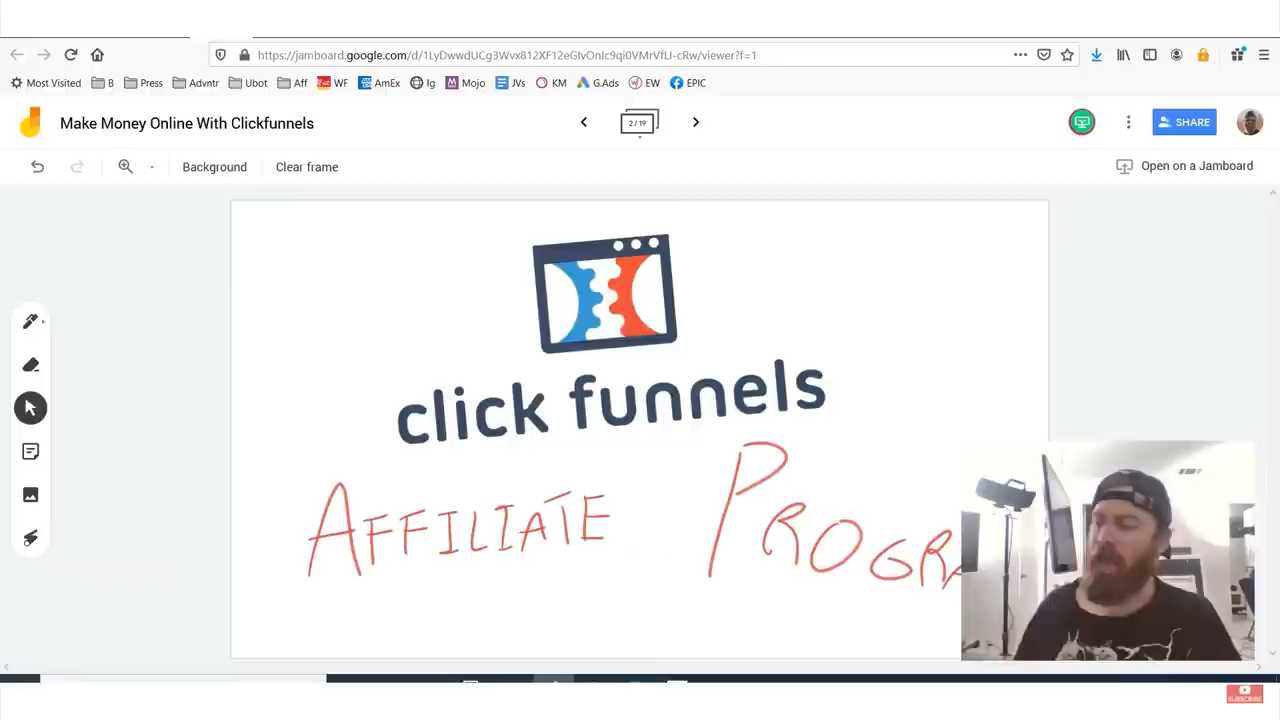 https://jamboard.google.com/d/1LyDwwdUCg3Wvx812XF12eGlvOnlc9qi0VMrVfLI-cRw/viewer?f=1
Most Visited B Press Advntr Ubot Aff WF AmEx Ig Mojo JVs KM G.Ads EW EPIC
Make Money Online With Clickfunnels 2 / 19 SHARE
Background Clear frame Open on a Jamboard
click funnels
AFFILIATE PROGRA
SUBSCRIBE